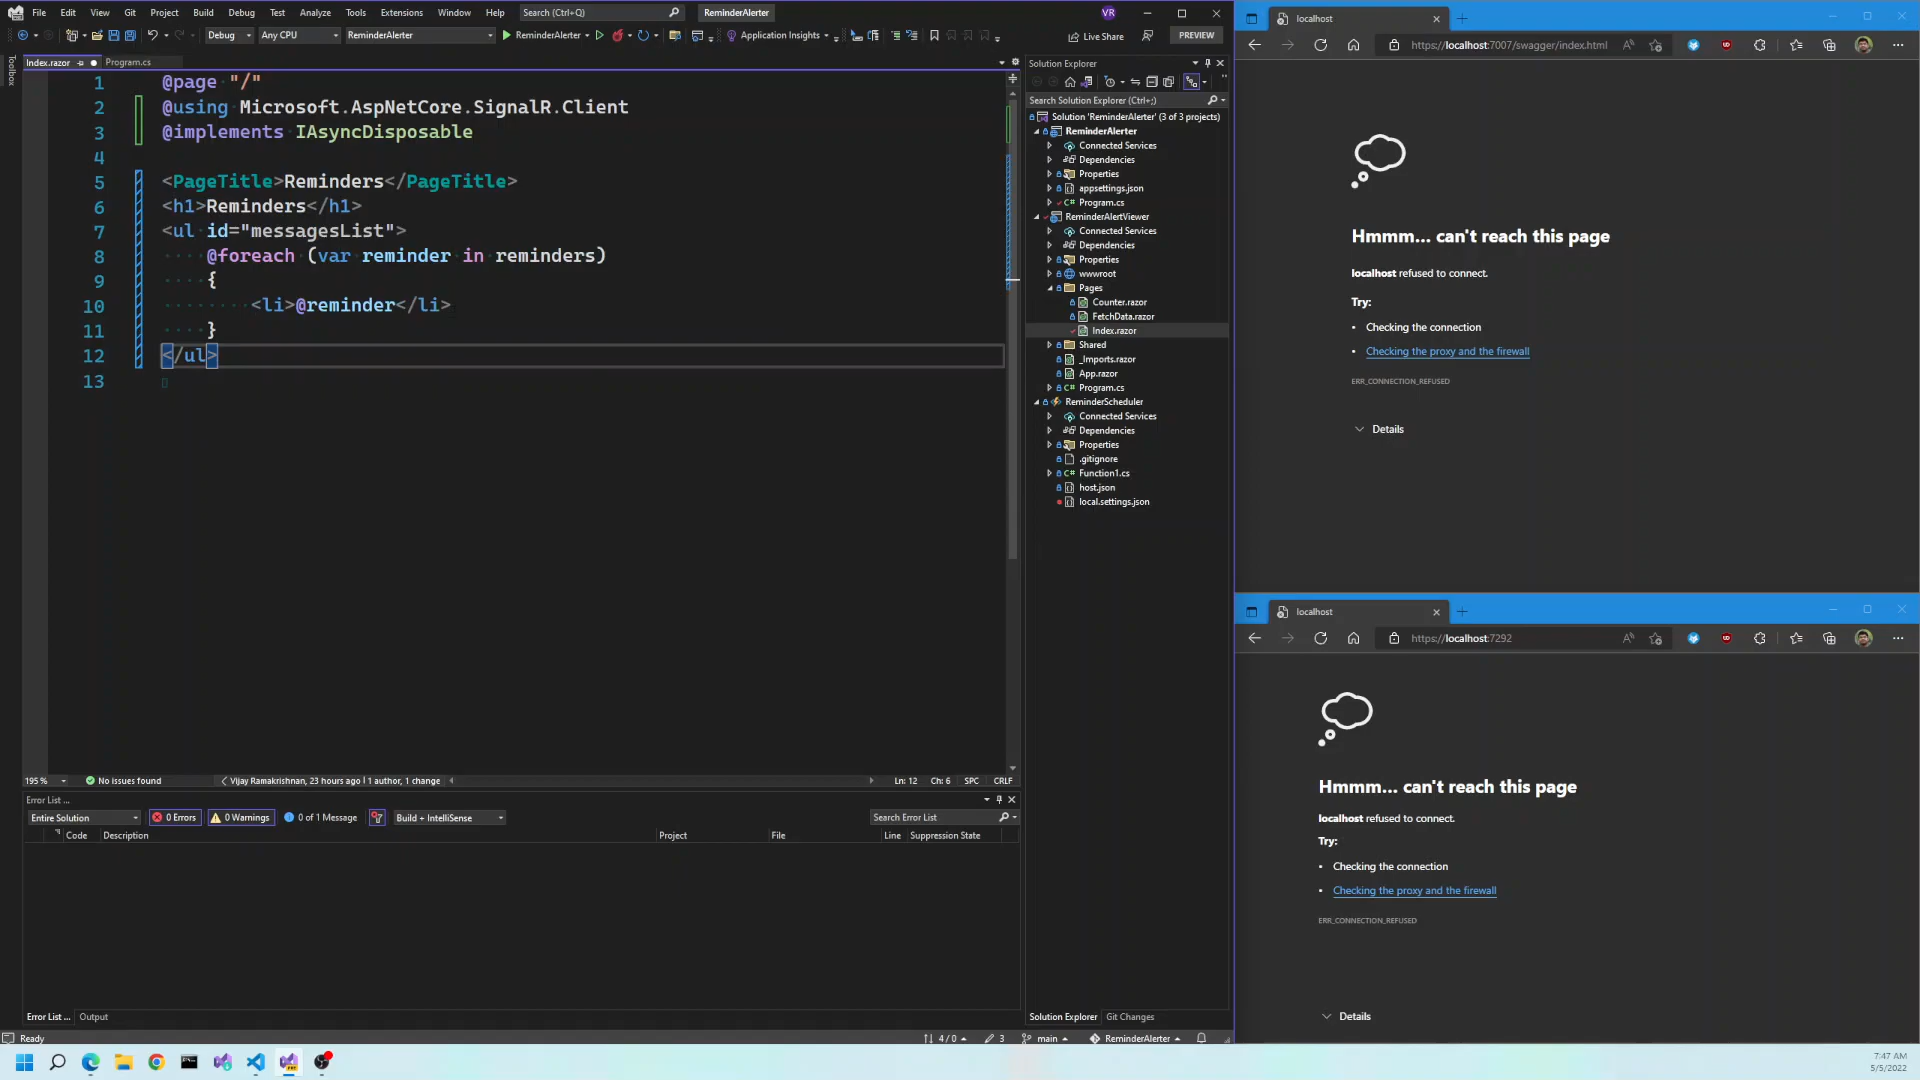 File Edit View Git Project Build Debug Test Analyze Tools Extensions Window Help Search (Ctrl+Q) ReminderAlerter VR
Debug Any CPU ReminderAlerter ReminderAlerter Application Insights Live Share PREVIEW
Toolbox
Index.razor Program.cs
1 @page "/"
2 @using Microsoft.AspNetCore.SignalR.Client
3 @implements IAsyncDisposable
4
5 <PageTitle>Reminders</PageTitle>
6 <h1>Reminders</h1>
7 <ul id="messagesList">
8 @foreach (var reminder in reminders)
9 {
10 <li>@reminder</li>
11 }
12 </ul>
13
195 % No issues found Vijay Ramakrishnan, 23 hours ago | 1 author, 1 change Ln: 12 Ch: 6 SPC CRLF
Error List ...
Entire Solution 0 Errors 0 Warnings 0 of 1 Message Build + IntelliSense Search Error List
Code Description Project File Line Suppression State
Error List ... Output
Ready 4 / 0 3 main ReminderAlerter
Solution Explorer
Search Solution Explorer (Ctrl+;)
Solution 'ReminderAlerter' (3 of 3 projects)
ReminderAlerter
Connected Services
Dependencies
Properties
appsettings.json
C# Program.cs
ReminderAlertViewer
Connected Services
Dependencies
Properties
wwwroot
Pages
Counter.razor
FetchData.razor
Index.razor
Shared
_Imports.razor
App.razor
C# Program.cs
ReminderScheduler
Connected Services
Dependencies
Properties
.gitignore
C# Function1.cs
host.json
local.settings.json
Solution Explorer Git Changes
localhost
https://localhost:7007/swagger/index.html
Hmmm... can't reach this page
localhost refused to connect.
Try:
• Checking the connection
• Checking the proxy and the firewall
ERR_CONNECTION_REFUSED
Details
localhost
https://localhost:7292
Hmmm... can't reach this page
localhost refused to connect.
Try:
• Checking the connection
• Checking the proxy and the firewall
ERR_CONNECTION_REFUSED
Details
7:47 AM
5/5/2022